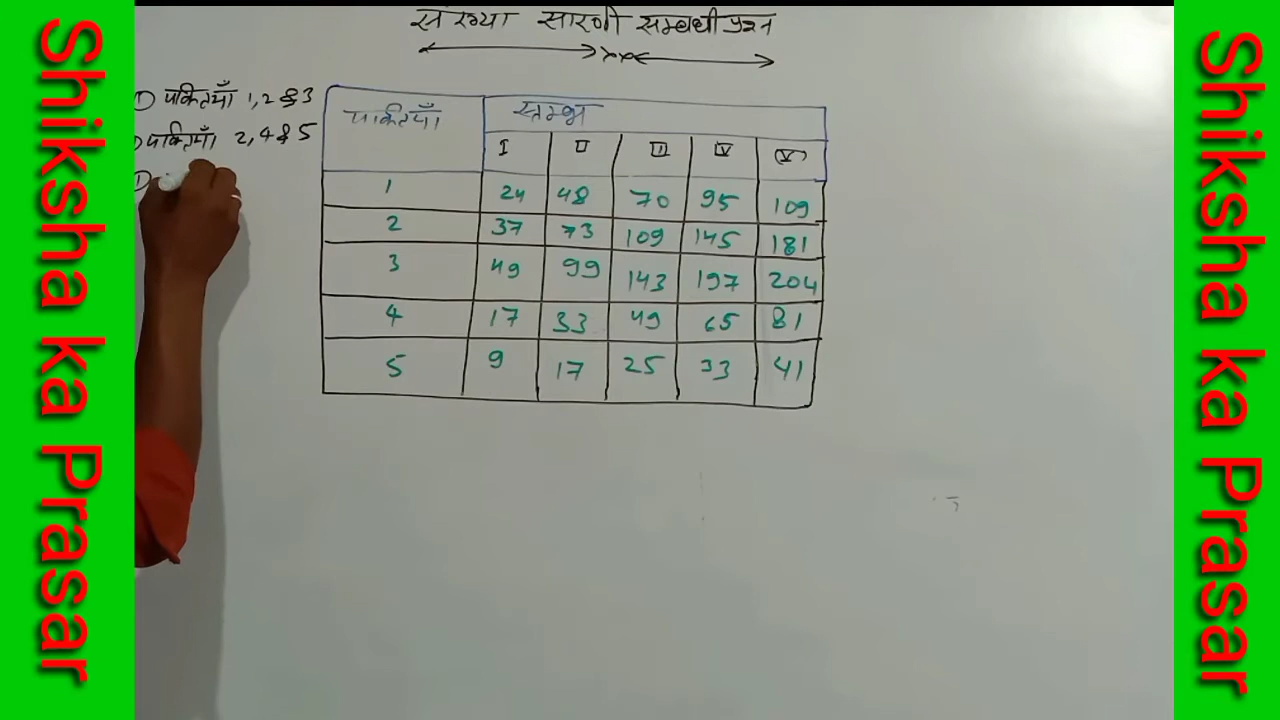 Shiksha ka Prasar
संख्या सारणी सम्बंधी प्रश्न
1) पंक्तियाँ 1, 2 & 3
पंक्तियाँ 2, 4 & 5
पंक्तियाँ स्तम्भ
I II III IV (V)
1 24 48 70 95 109
2 37 73 109 145 181
3 49 99 143 197 204
4 17 33 49 65 81
5 9 17 25 33 41
Shiksha ka Prasar